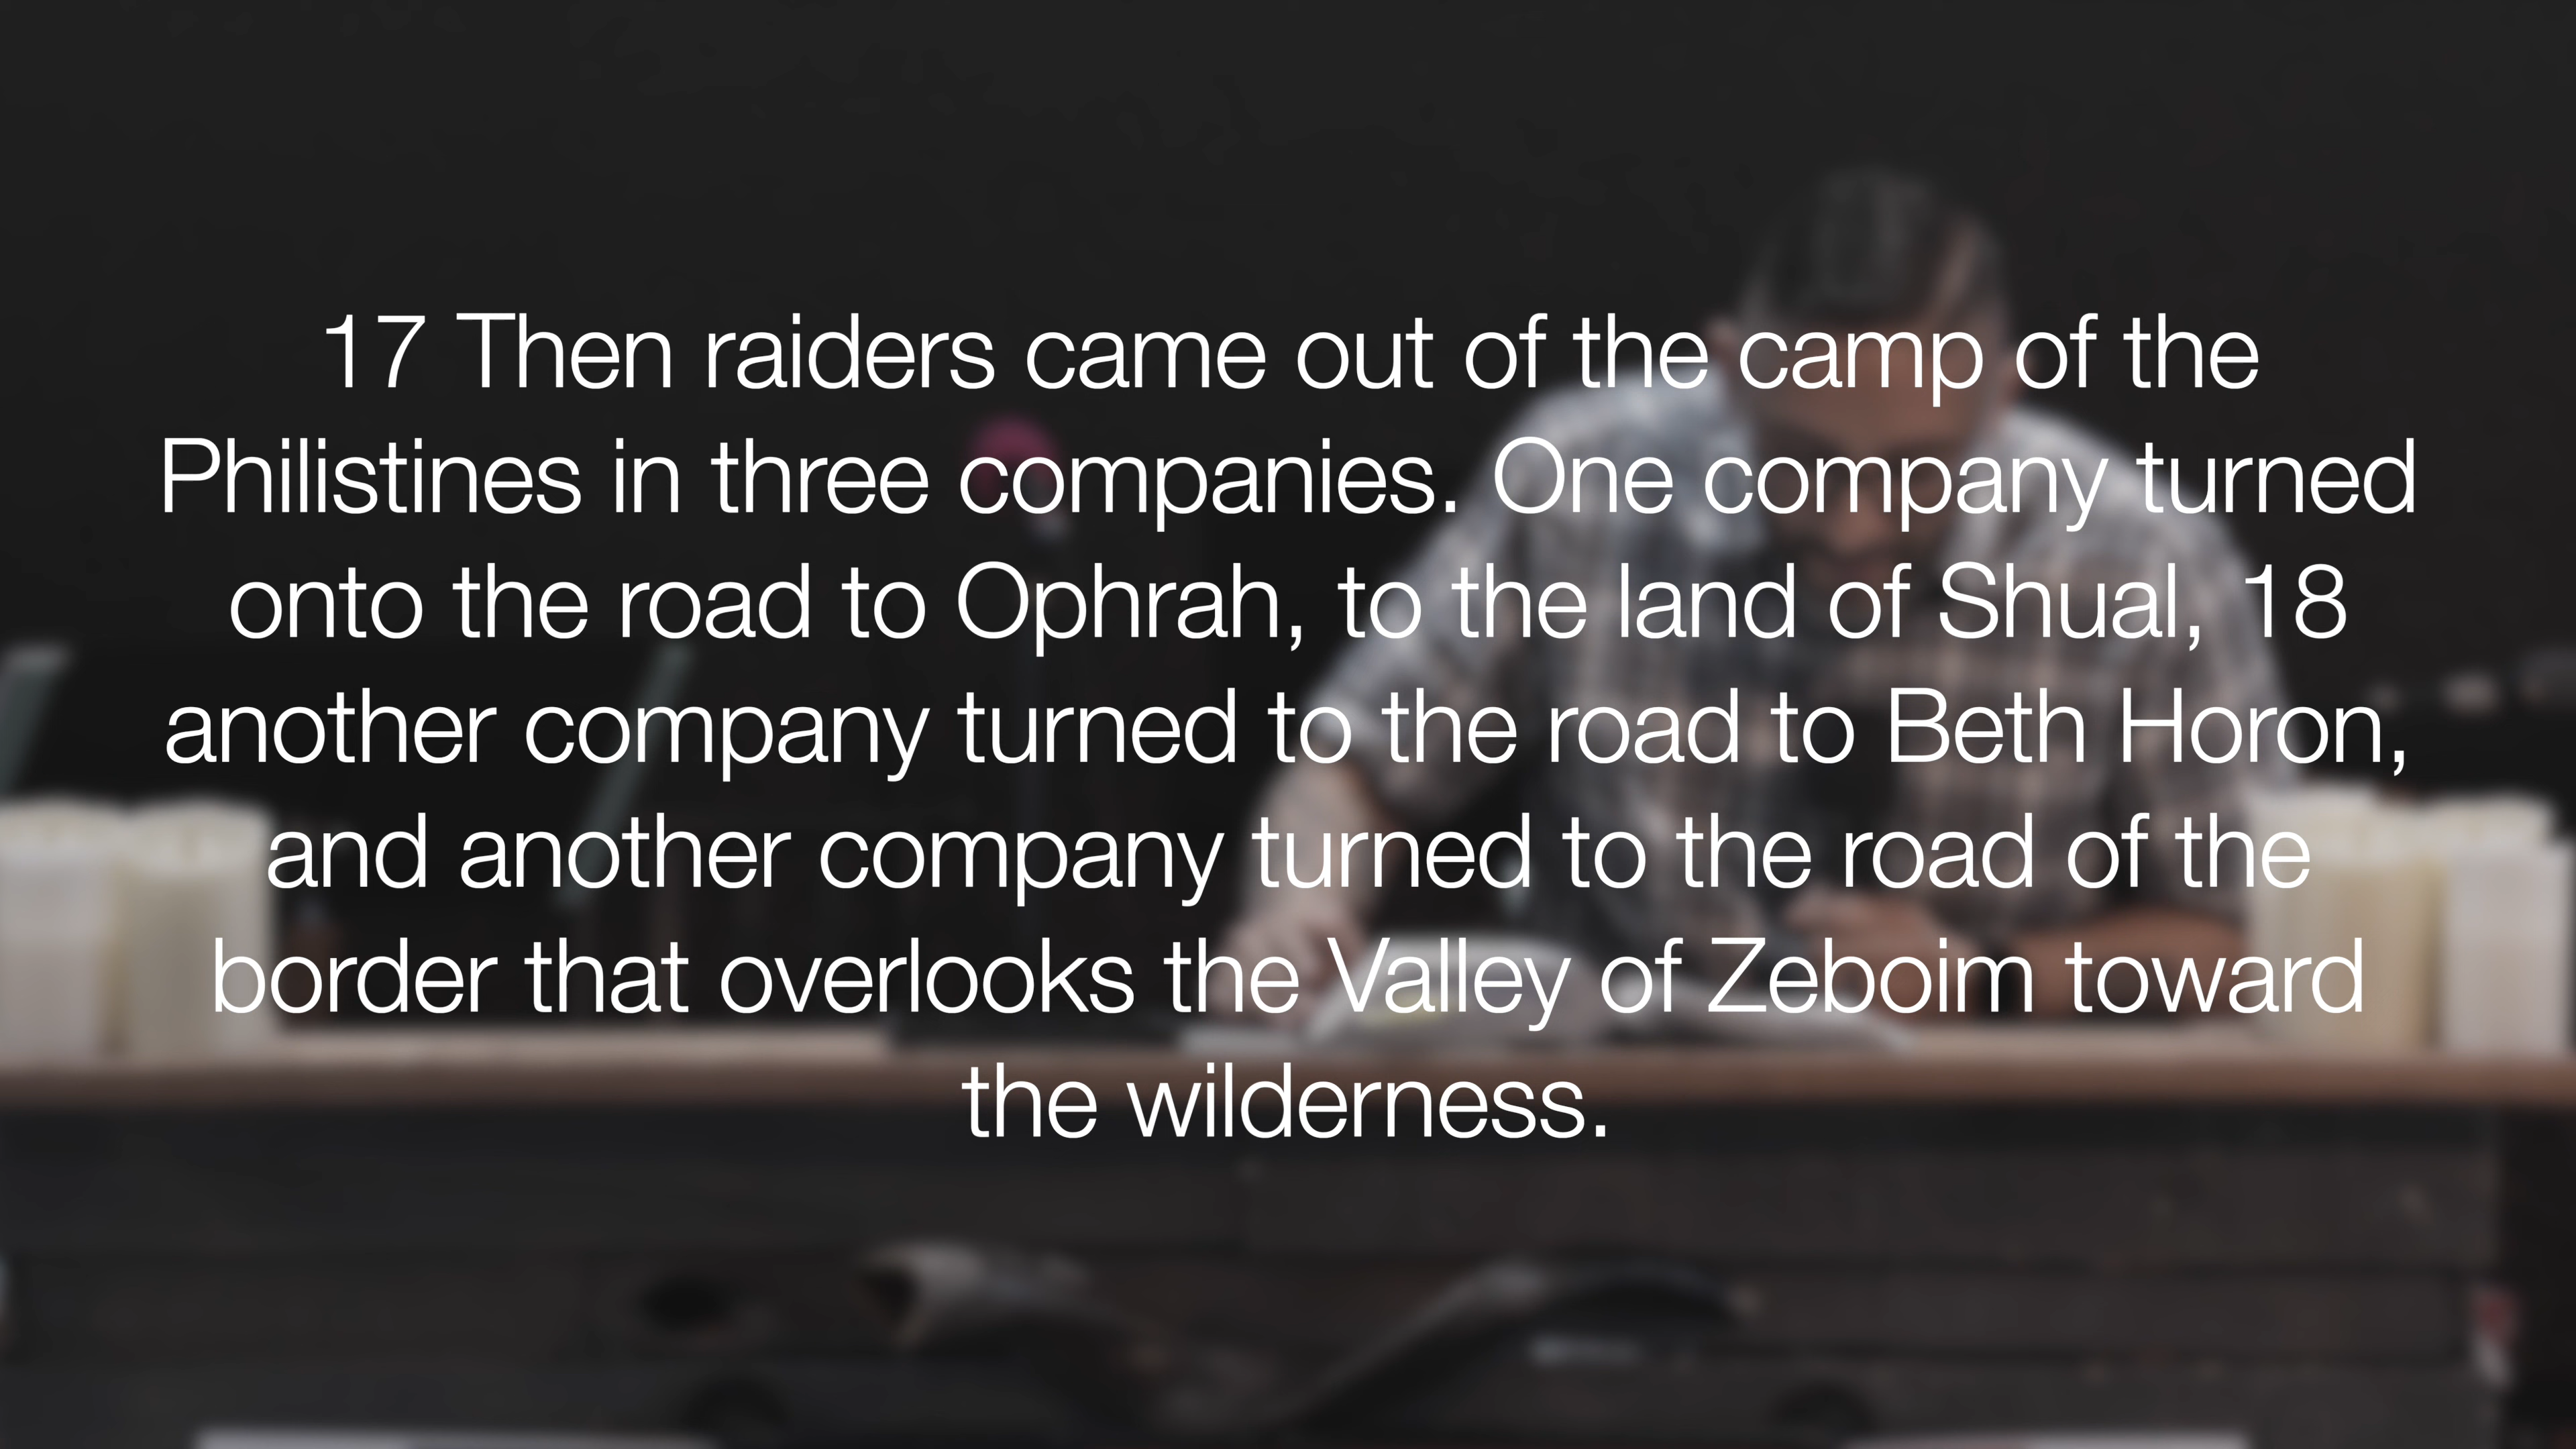 17 Then raiders came out of the camp of the
Philistines in three companies. One company turned
onto the road to Ophrah, to the land of Shual, 18
another company turned to the road to Beth Horon,
and another company turned to the road of the
border that overlooks the Valley of Zeboim toward
the wilderness.